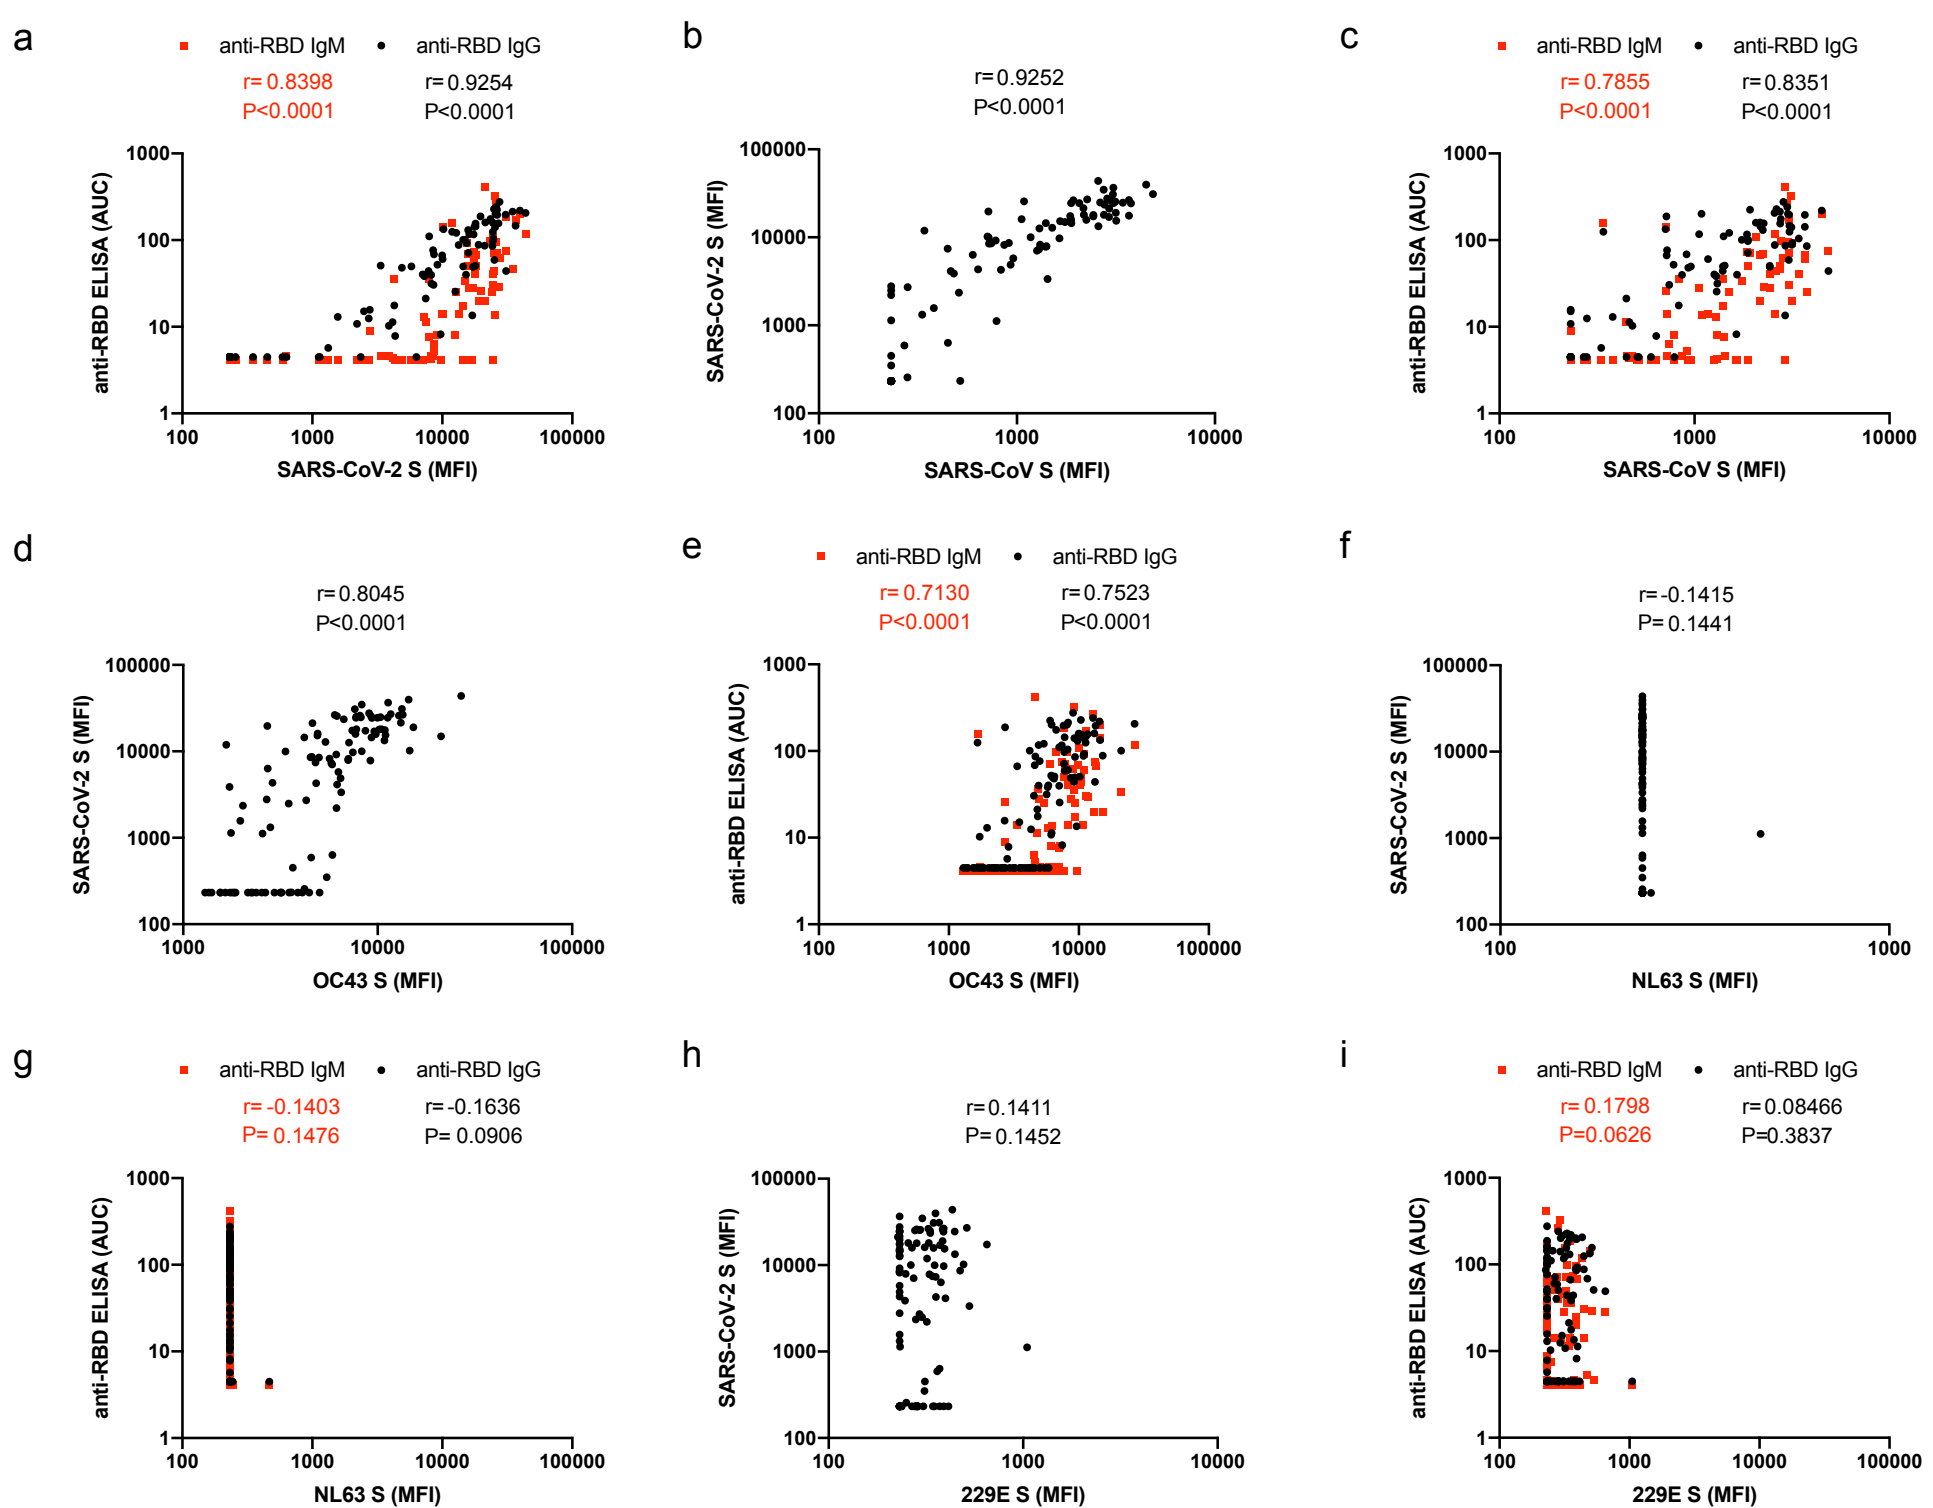 a
anti-RBD IgM anti-RBD IgG
r= 0.8398 r=0.9254
P<0.0001 P<0.0001
1000
100
10
1
anti-RBD ELISA (AUC)
100 1000 10000 100000
SARS-CoV-2 S (MFI)
b
r=0.9252
P<0.0001
100000
10000
1000
100
SARS-CoV-2 S (MFI)
100 1000 10000
SARS-CoV S (MFI)
c
anti-RBD IgM anti-RBD IgG
r= 0.7855 r=0.8351
P<0.0001 P<0.0001
1000
100
10
1
anti-RBD ELISA (AUC)
100 1000 10000
SARS-CoV S (MFI)
d
r=0.8045
P<0.0001
100000
10000
1000
100
SARS-CoV-2 S (MFI)
1000 10000 100000
OC43 S (MFI)
e
anti-RBD IgM anti-RBD IgG
r= 0.7130 r=0.7523
P<0.0001 P<0.0001
1000
100
10
1
anti-RBD ELISA (AUC)
100 1000 10000 100000
OC43 S (MFI)
f
r=-0.1415
P= 0.1441
100000
10000
1000
100
SARS-CoV-2 S (MFI)
100 1000
NL63 S (MFI)
g
anti-RBD IgM anti-RBD IgG
r= -0.1403 r=-0.1636
P= 0.1476 P= 0.0906
1000
100
10
1
anti-RBD ELISA (AUC)
100 1000 10000 100000
NL63 S (MFI)
h
r=0.1411
P=0.1452
100000
10000
1000
100
SARS-CoV-2 S (MFI)
100 1000 10000
229E S (MFI)
i
anti-RBD IgM anti-RBD IgG
r= 0.1798 r=0.08466
P=0.0626 P=0.3837
1000
100
10
1
anti-RBD ELISA (AUC)
100 1000 10000 100000
229E S (MFI)